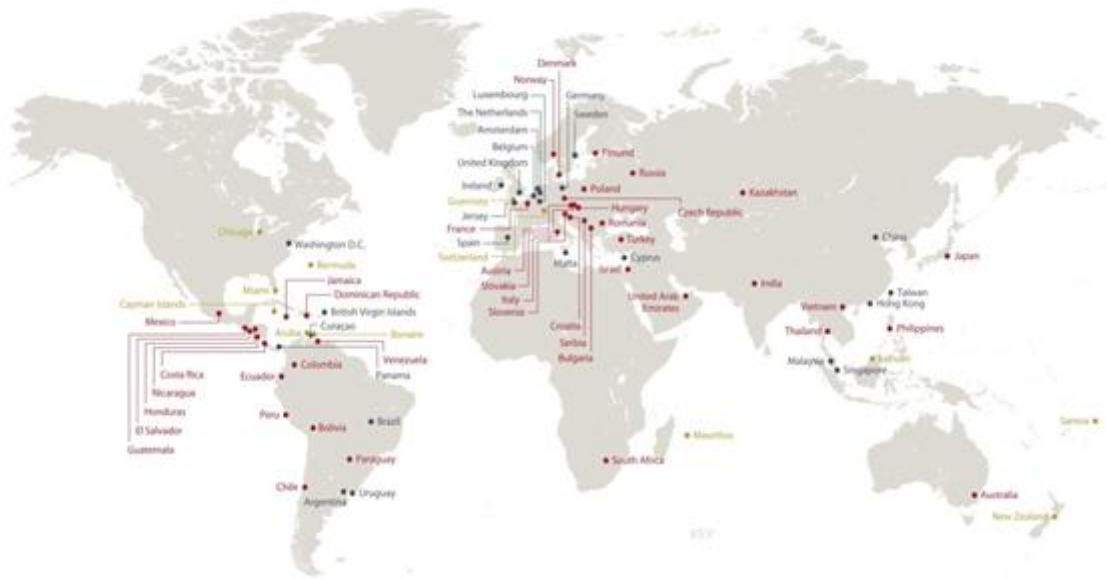 Denmark
Norway
Luxembourg
Germany
The Netherlands
Sweden
Amsterdam
Belgium
United Kingdom
Finund
Russia
Ireland
Poland
Kazakhstan
Guernsey
Hungary
Czech Republic
Jersey
Romania
France
Spain
Turkey
Switzerland
Malta
Cyprus
Austria
Israel
Slovakia
Italy
Slovenia
United Arab
Emirates
Croatia
Serbia
Bulgaria
Chicago
Washington D.C.
Bermuda
Miami
Jamaica
Cayman Islands
Dominican Republic
Mexico
British Virgin Islands
Curaçao
Aruba
Bonaire
Venezuela
Panama
Costa Rica
Nicaragua
Honduras
El Salvador
Guatemala
Colombia
Ecuador
Peru
Brazil
Bolivia
Paraguay
Chile
Argentina
Uruguay
China
Japan
India
Taiwan
Hong Kong
Vietnam
Thailand
Philippines
Malaysia
Labuan
Singapore
Mauritius
Samoa
South Africa
Australia
New Zealand
KEY